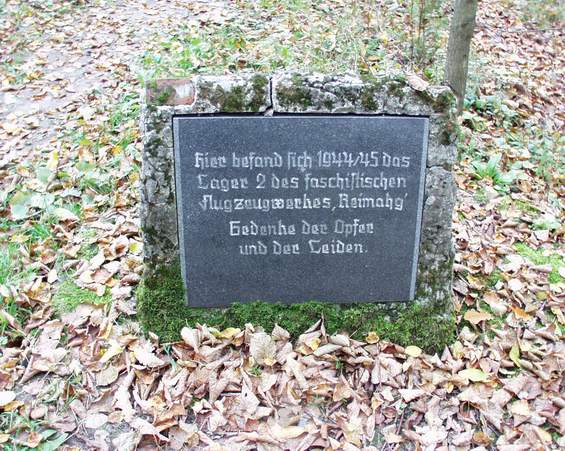 Hier befand sich 1944/45 das
Lager 2 des faschistischen
Flugzeugwerkes ,Reimahg'
Gedenke der Opfer
und der Leiden.